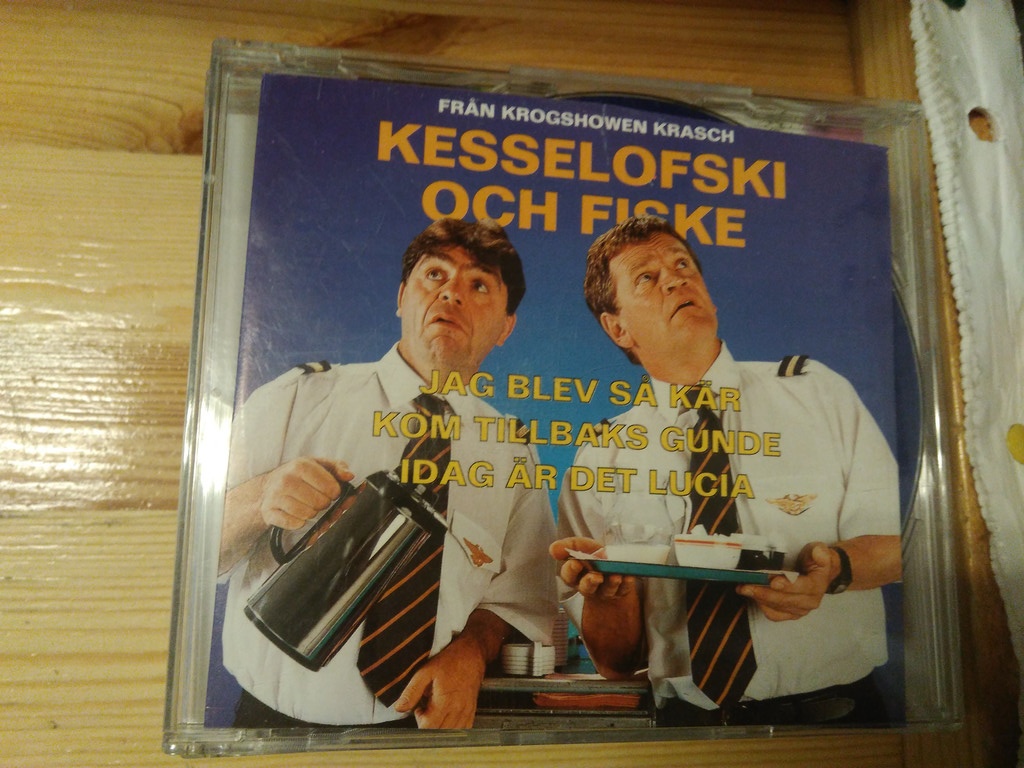 FRÅN KROGSHOWEN KRASCH
KESSELOFSKI
OCH FISKE
JAG BLEV SÅ KÄR
KOM TILLBAKS GUNDE
IDAG ÄR DET LUCIA